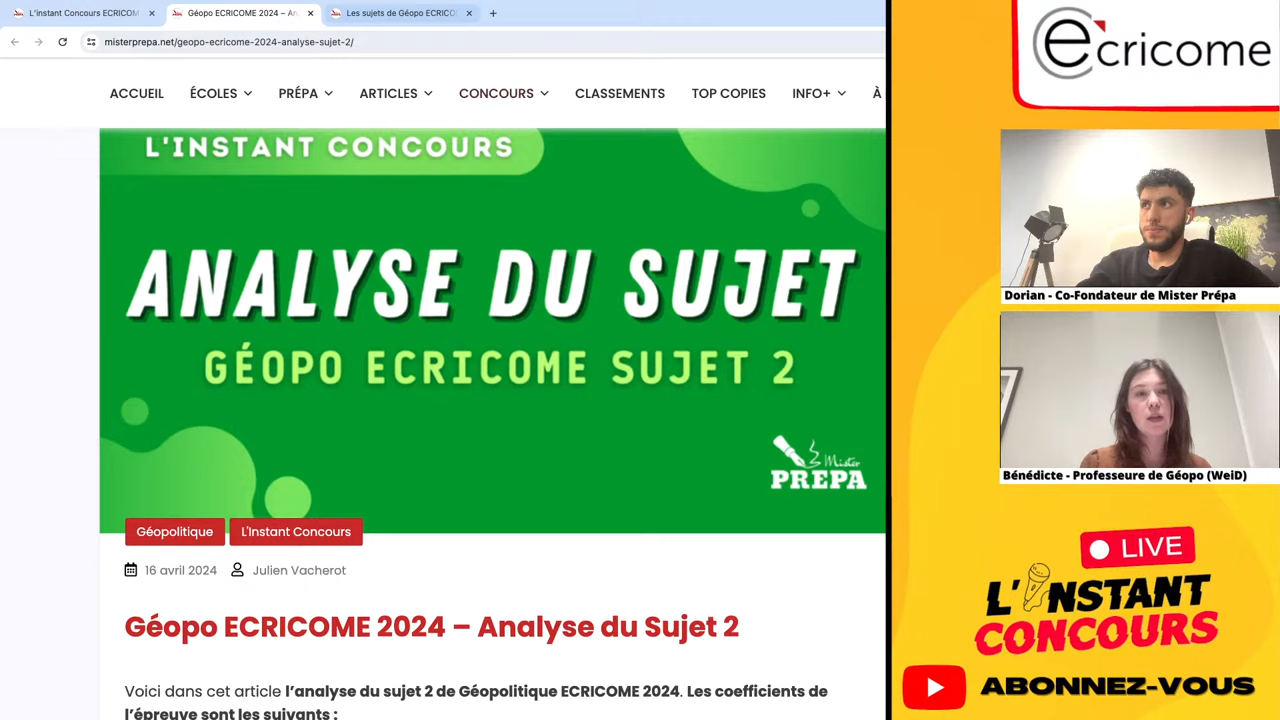 L'instant Concours ECRICOM
Géopo ECRICOME 2024 – An
Les sujets de Géopo ECRICO
misterprepa.net/geopo-ecricome-2024-analyse-sujet-2/
ACCUEIL ÉCOLES PRÉPA ARTICLES CONCOURS CLASSEMENTS TOP COPIES INFO+ À
L'INSTANT CONCOURS
ANALYSE DU SUJET
GÉOPO ECRICOME SUJET 2
Mister
PREPA
Géopolitique L'Instant Concours
16 avril 2024 Julien Vacherot
Géopo ECRICOME 2024 – Analyse du Sujet 2
Voici dans cet article l'analyse du sujet 2 de Géopolitique ECRICOME 2024. Les coefficients de
l'épreuve sont les suivants :
ecricome
Dorian - Co-Fondateur de Mister Prépa
Bénédicte - Professeure de Géopo (WeiD)
LIVE
L'INSTANT
CONCOURS
ABONNEZ-VOUS